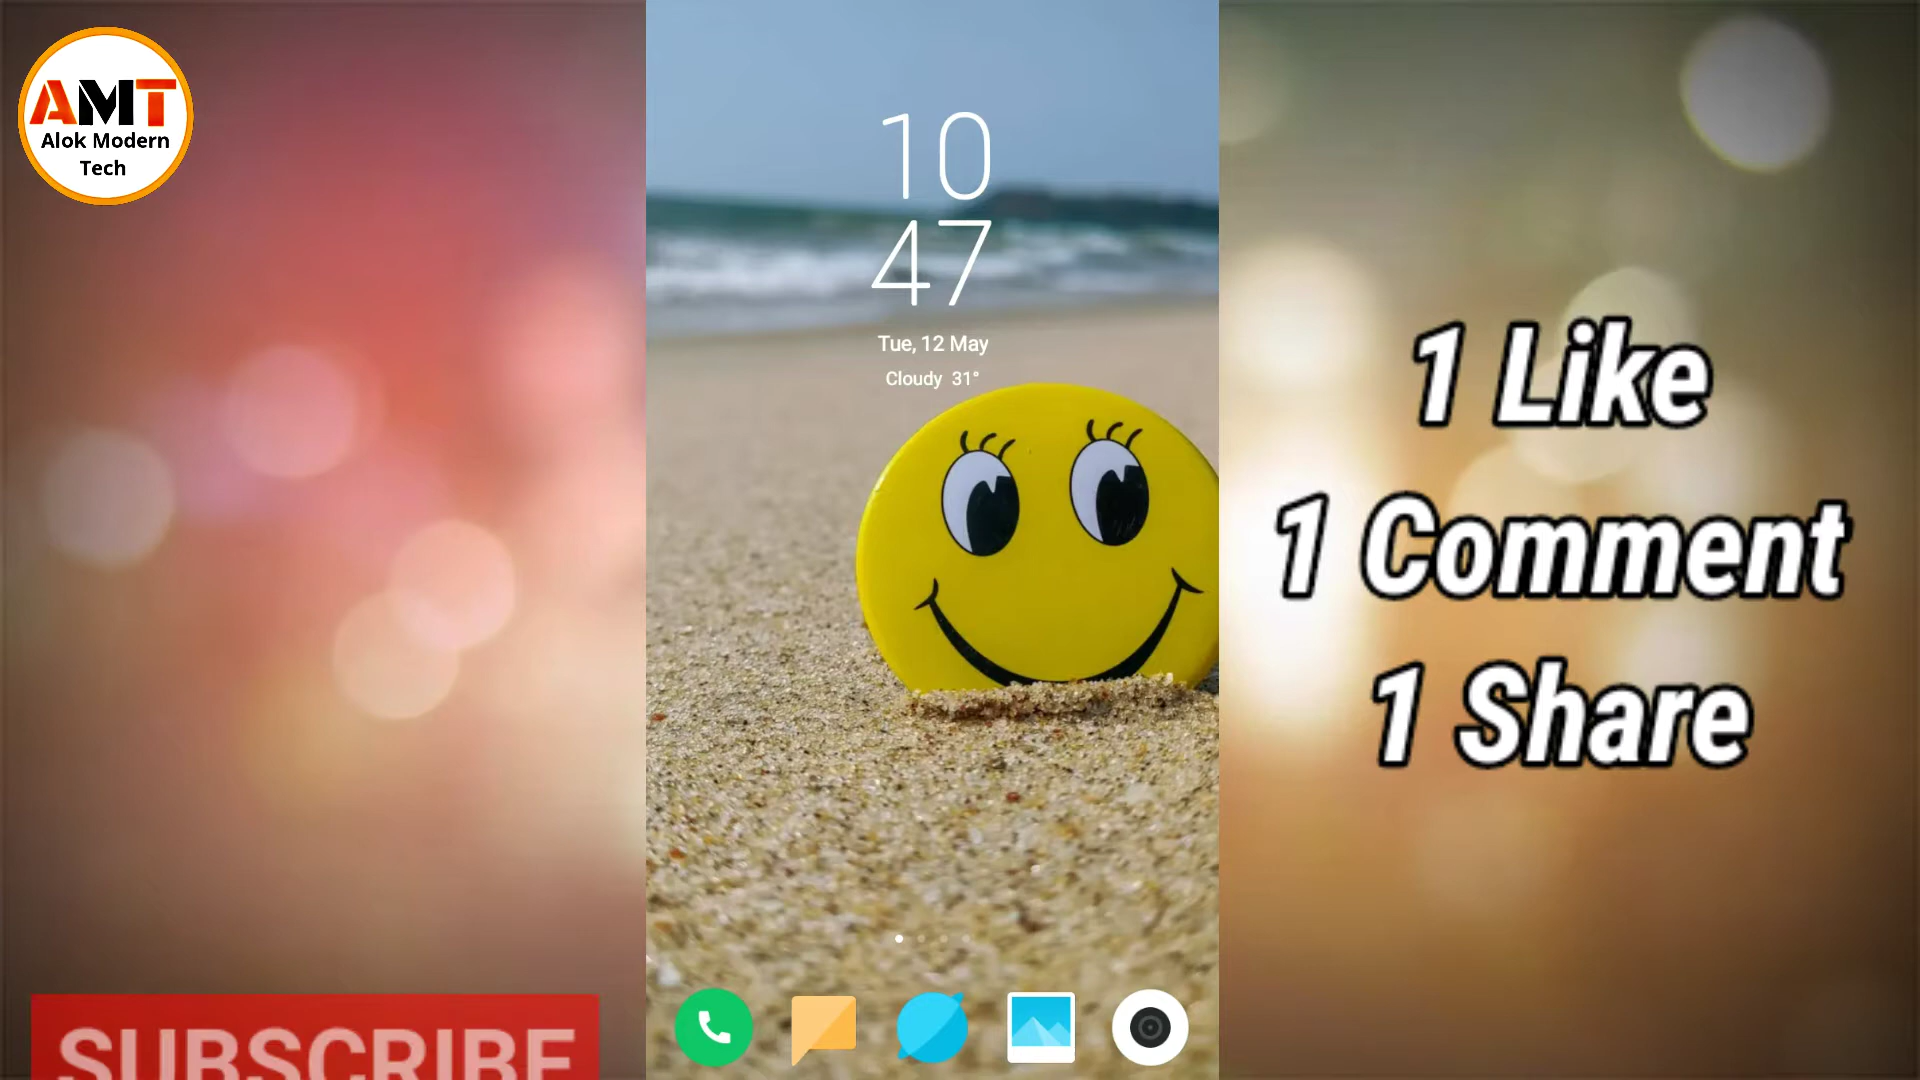 AMT
Alok Modern
Tech
10
47
Tue, 12 May
Cloudy 31°
1 Like
1 Comment
1 Share
SUBSCRIBE